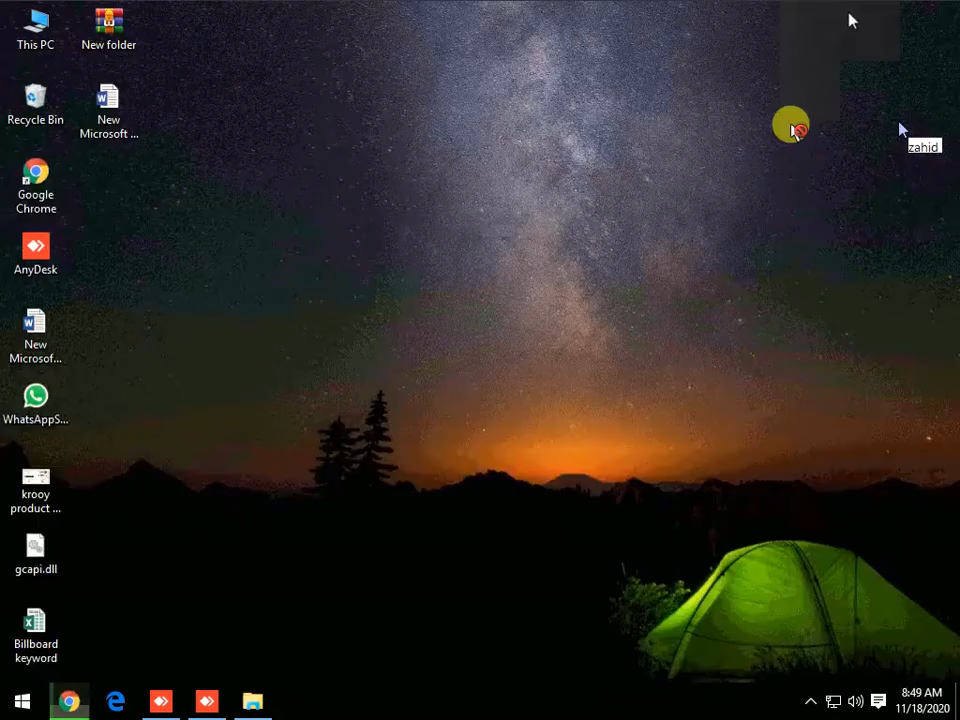 This PC
New folder
Recycle Bin
New
Microsoft ...
zahid
Google
Chrome
AnyDesk
New
Microsof...
WhatsAppS...
krooy
product ...
gcapi.dll
Billboard
keyword
8:49 AM
11/18/2020